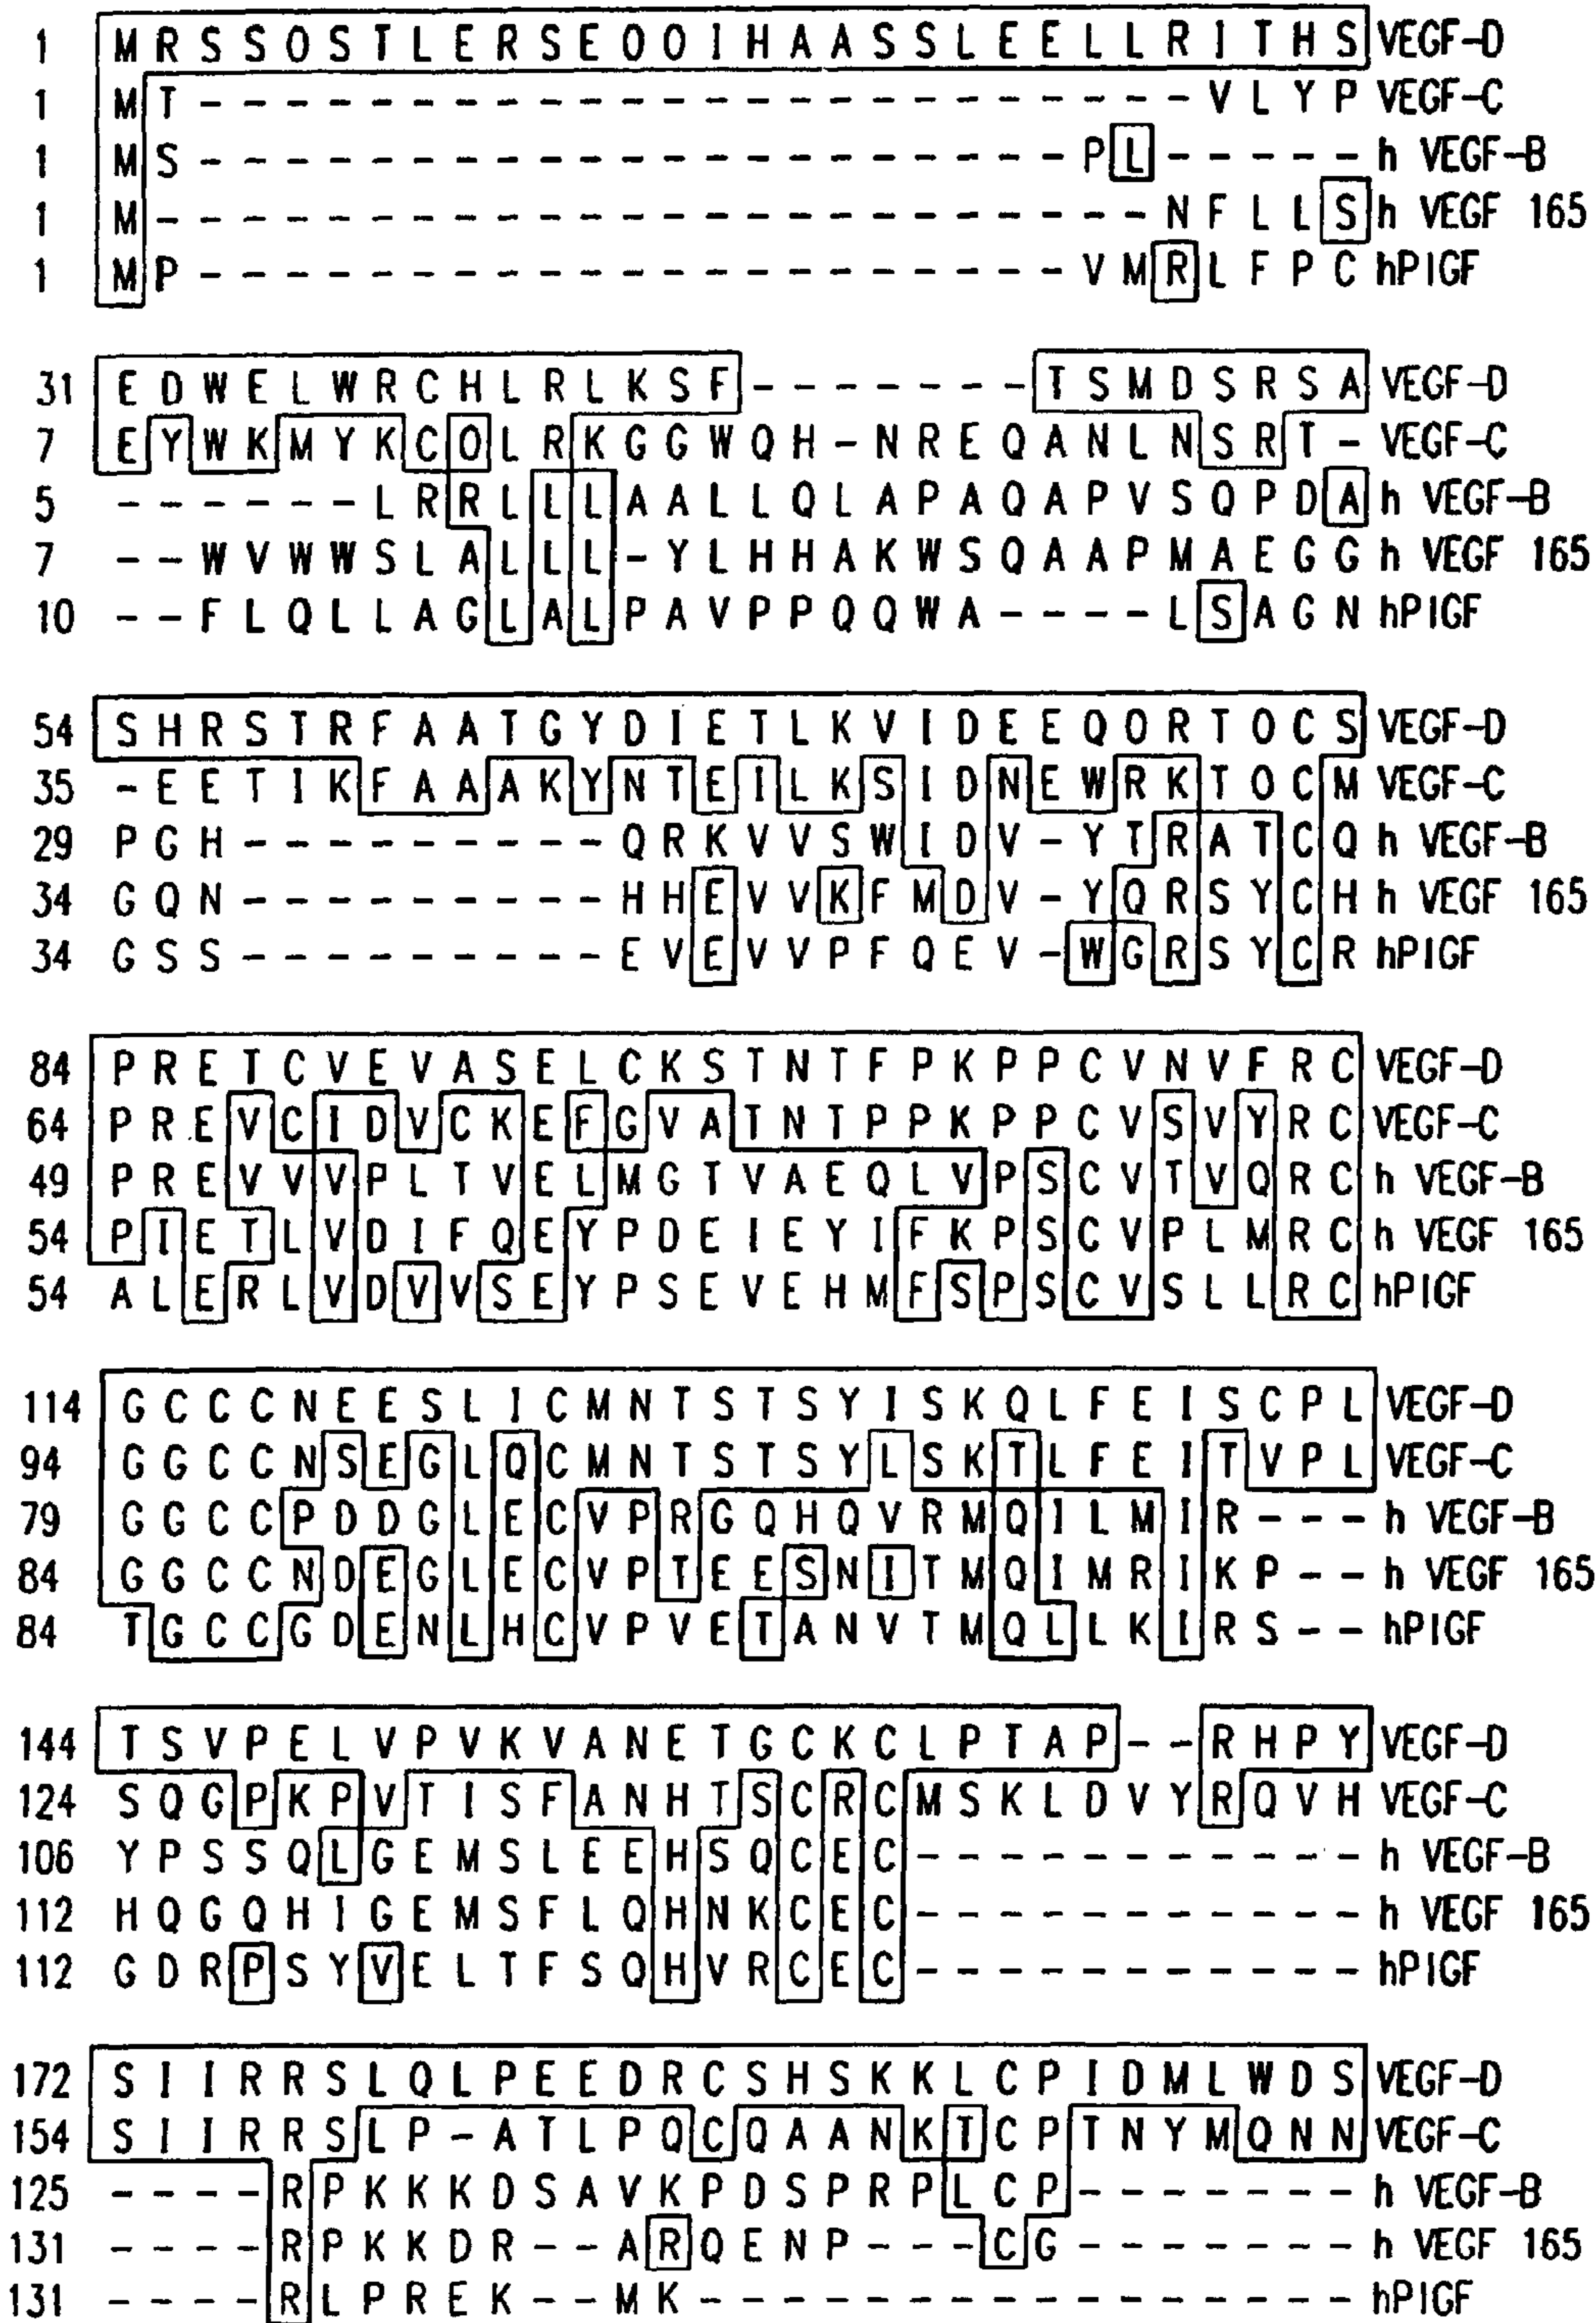 1 M R S S O S T L E R S E O O I H A A S S L E E L L R I T H S VEGF-D
1 M T - - - - - - - - - - - - - - - - - - - - - - - - V L Y P VEGF-C
1 M S - - - - - - - - - - - - - - - - - - - - - P L - - - - - h VEGF-B
1 M - - - - - - - - - - - - - - - - - - - - - - - - N F L L S h VEGF 165
1 M P - - - - - - - - - - - - - - - - - - - - - V M R L F P C hPIGF
31 E D W E L W R C H L R L K S F - - - - - - - T S M D S R S A VEGF-D
7 E Y W K M Y K C O L R K G G W Q H - N R E Q A N L N S R T - VEGF-C
5 - - - - - - L R R L L L A A L L Q L A P A Q A P V S Q P D A h VEGF-B
7 - - W V W W S L A L L L - Y L H H A K W S Q A A P M A E G G h VEGF 165
10 - - F L Q L L A G L A L P A V P P Q Q W A - - - - L S A G N hPIGF
54 S H R S T R F A A T G Y D I E T L K V I D E E Q O R T O C S VEGF-D
35 - E E T I K F A A A K Y N T E I L K S I D N E W R K T O C M VEGF-C
29 P G H - - - - - - - - - Q R K V V S W I D V - Y T R A T C Q h VEGF-B
34 G Q N - - - - - - - - - H H E V V K F M D V - Y Q R S Y C H h VEGF 165
34 G S S - - - - - - - - - E V E V V P F Q E V - W G R S Y C R hPIGF
84 P R E T C V E V A S E L C K S T N T F P K P P C V N V F R C VEGF-D
64 P R E V C I D V C K E F G V A T N T P P K P P C V S V Y R C VEGF-C
49 P R E V V V P L T V E L M G T V A E Q L V P S C V T V Q R C h VEGF-B
54 P I E T L V D I F Q E Y P D E I E Y I F K P S C V P L M R C h VEGF 165
54 A L E R L V D V V S E Y P S E V E H M F S P S C V S L L R C hPIGF
114 G C C C N E E S L I C M N T S T S Y I S K Q L F E I S C P L VEGF-D
94 G G C C N S E G L Q C M N T S T S Y L S K T L F E I T V P L VEGF-C
79 G G C C P D D G L E C V P R G Q H Q V R M Q I L M I R - - - h VEGF-B
84 G G C C N D E G L E C V P T E E S N I T M Q I M R I K P - - h VEGF 165
84 T G C C G D E N L H C V P V E T A N V T M Q L L K I R S - - hPIGF
144 T S V P E L V P V K V A N E T G C K C L P T A P - - R H P Y VEGF-D
124 S Q G P K P V T I S F A N H T S C R C M S K L D V Y R Q V H VEGF-C
106 Y P S S Q L G E M S L E E H S Q C E C - - - - - - - - - - - h VEGF-B
112 H Q G Q H I G E M S F L Q H N K C E C - - - - - - - - - - - h VEGF 165
112 G D R P S Y V E L T F S Q H V R C E C - - - - - - - - - - - hPIGF
172 S I I R R S L Q L P E E D R C S H S K K L C P I D M L W D S VEGF-D
154 S I I R R S L P - A T L P Q C Q A A N K T C P T N Y M Q N N VEGF-C
125 - - - - R P K K K D S A V K P D S P R P L C P - - - - - - - h VEGF-B
131 - - - - R P K K D R - - A R Q E N P - - - C G - - - - - - - h VEGF 165
131 - - - - R L P R E K - - M K - - - - - - - - - - - - - - - - hPIGF